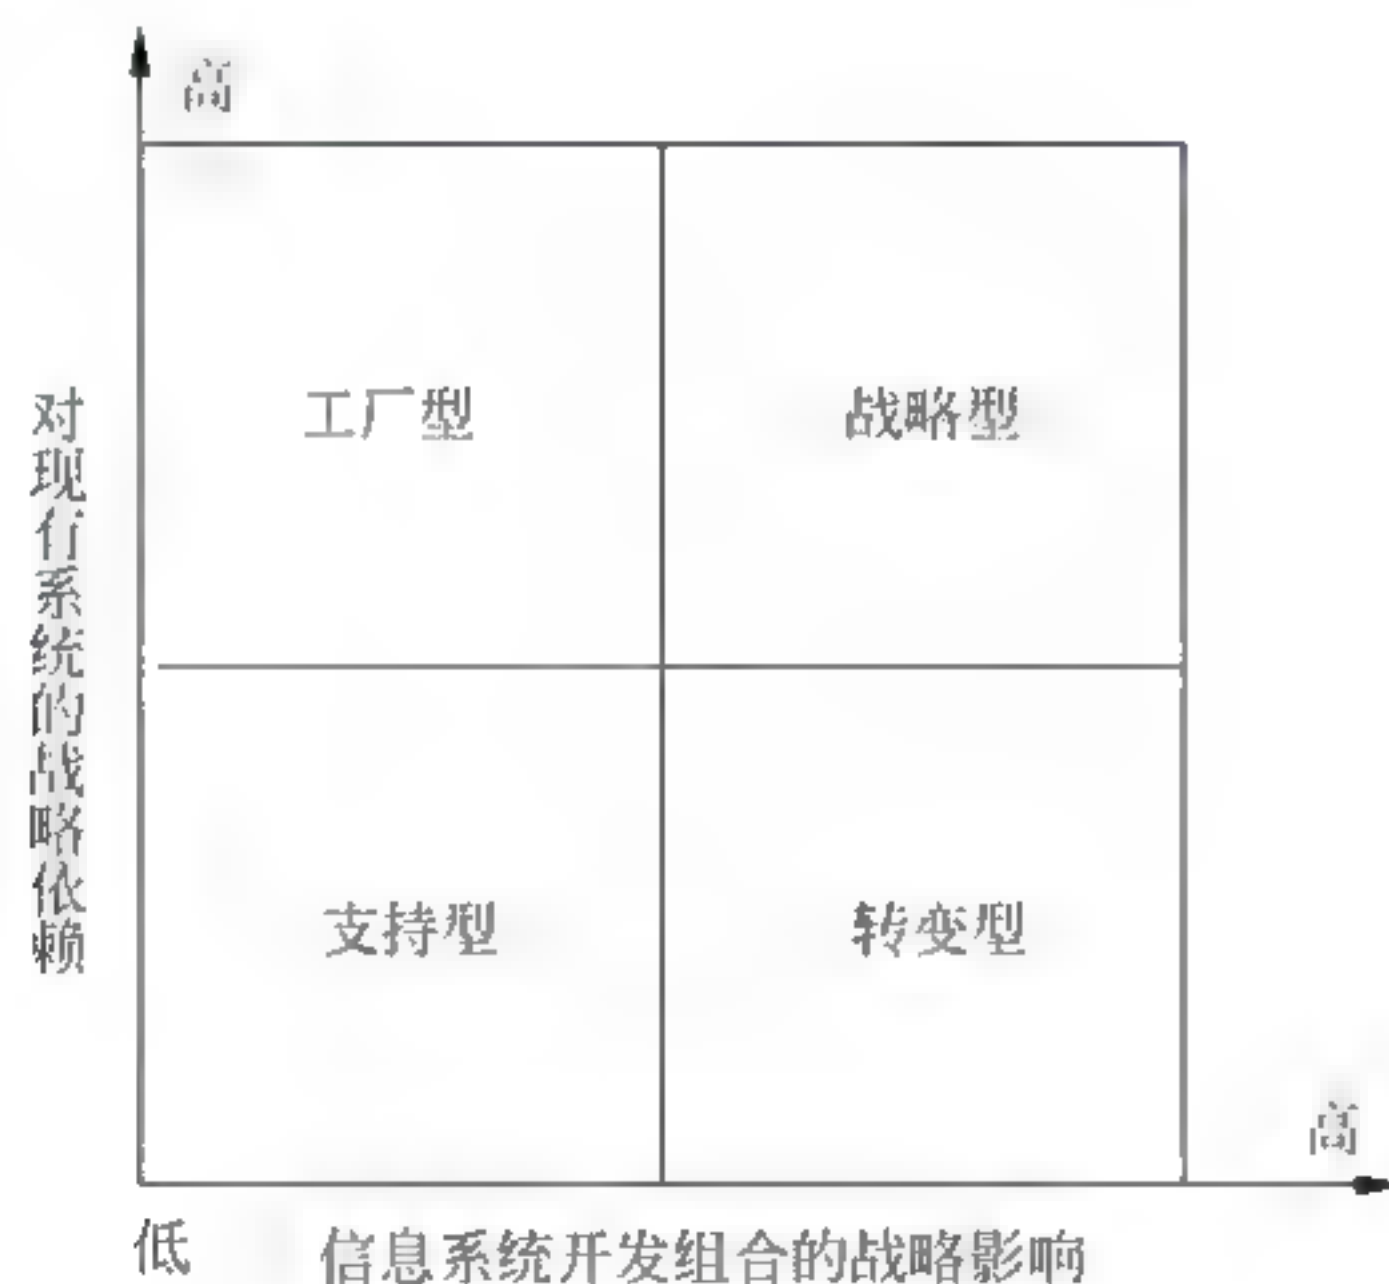 高
工厂型
战略型
对现行系统的战略依赖
支持型
转变型
高
低
信息系统开发组合的战略影响